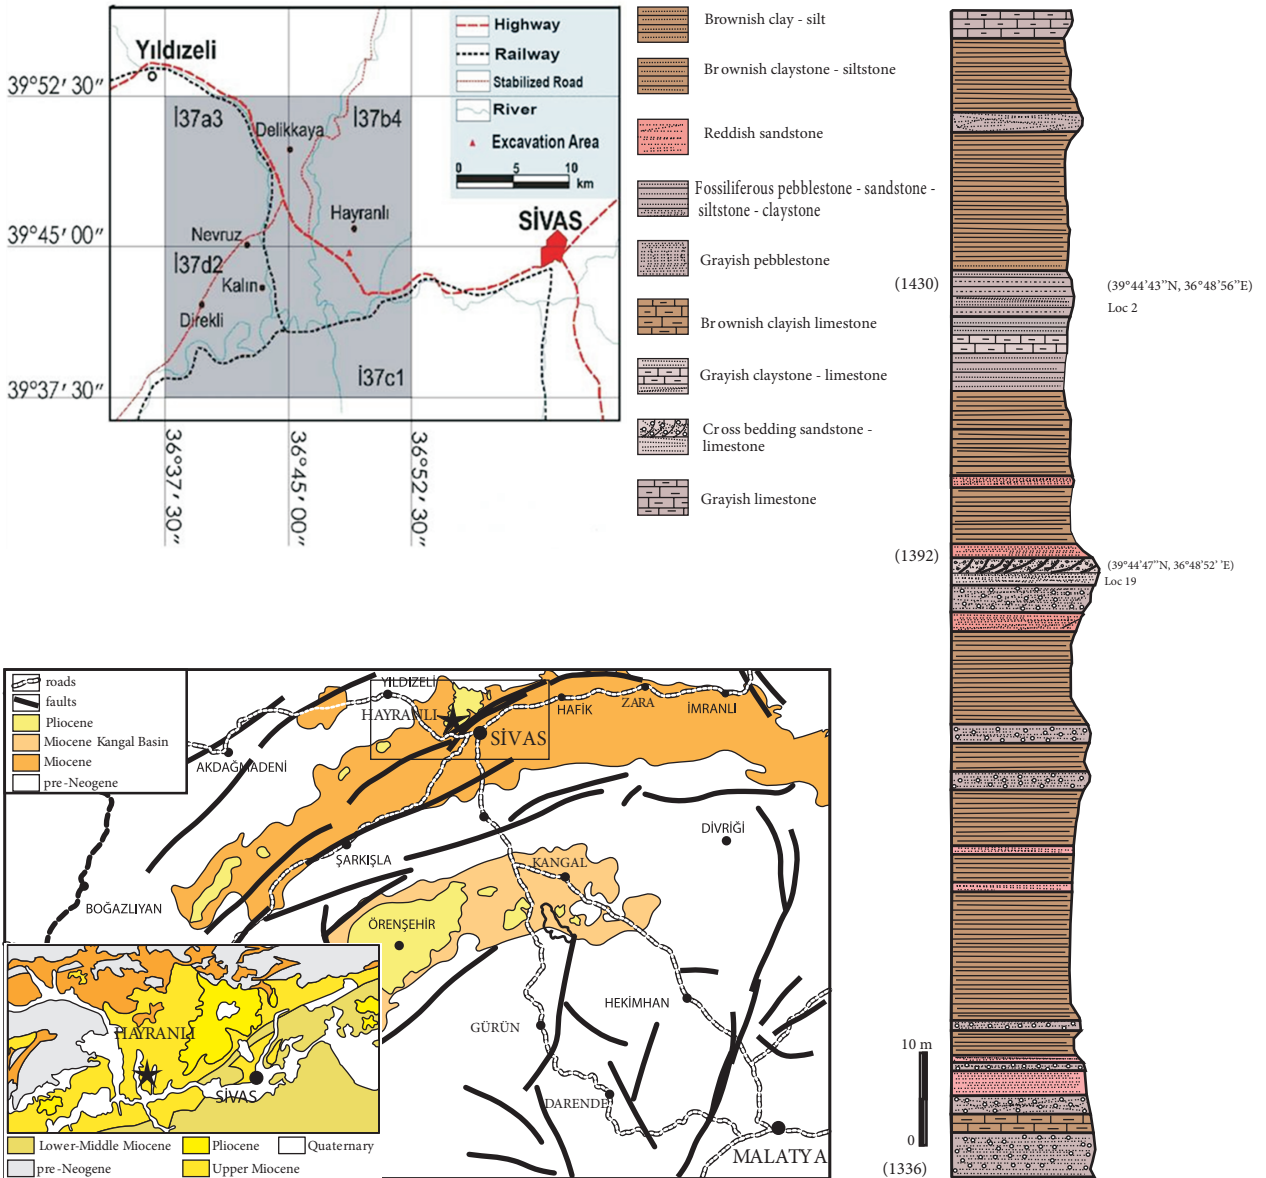 Yıldızeli
39°52’ 30’’
İ37a3
İ37b4
Delikkaya
Hayranlı
39°45’ 00’’
Nevruz
İ37d2
Kalın
Direkli
SİVAS
İ37c1
39°37’ 30’’
36°37’ 30’’
36°45’ 00’’
36°52’ 30’’
Highway
Railway
Stabilized Road
River
Excavation Area
0 5 10
km
Brownish clay - silt
Brownish claystone - siltstone
Reddish sandstone
Fossiliferous pebblestone - sandstone -
siltstone - claystone
Grayish pebblestone
Brownish clayish limestone
Grayish claystone - limestone
Cross bedding sandstone -
limestone
Grayish limestone
(1430)
(39°44’43’’N, 36°48’56’’E)
Loc 2
(1392)
(39°44’47’’N, 36°48’52’ ’E)
Loc 19
10 m
0
(1336)
roads
faults
Pliocene
Miocene Kangal Basin
Miocene
pre-Neogene
YILDIZELİ
HAYRANLI
SİVAS
HAFİK
ZARA
İMRANLI
AKDAĞMADENİ
ŞARKIŞLA
DİVRİĞİ
KANGAL
BOĞAZLIYAN
ÖRENŞEHİR
HEKİMHAN
GÜRÜN
DARENDE
MALATYA
HAYRANLI
SİVAS
Lower-Middle Miocene
Pliocene
Quaternary
pre-Neogene
Upper Miocene